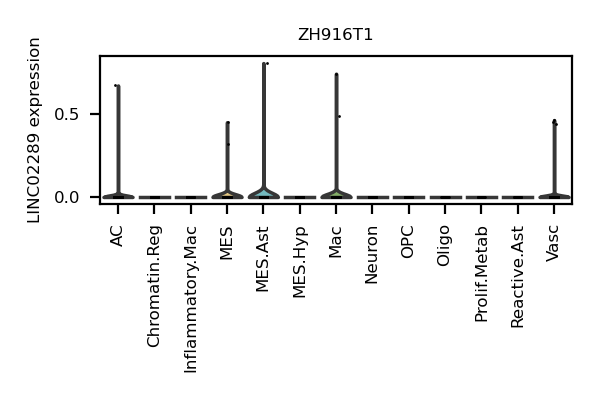 ZH916T1
LINC02289 expression
0.5
0.0
AC
Chromatin.Reg
Inflammatory.Mac
MES
MES.Ast
MES.Hyp
Mac
Neuron
OPC
Oligo
Prolif.Metab
Reactive.Ast
Vasc